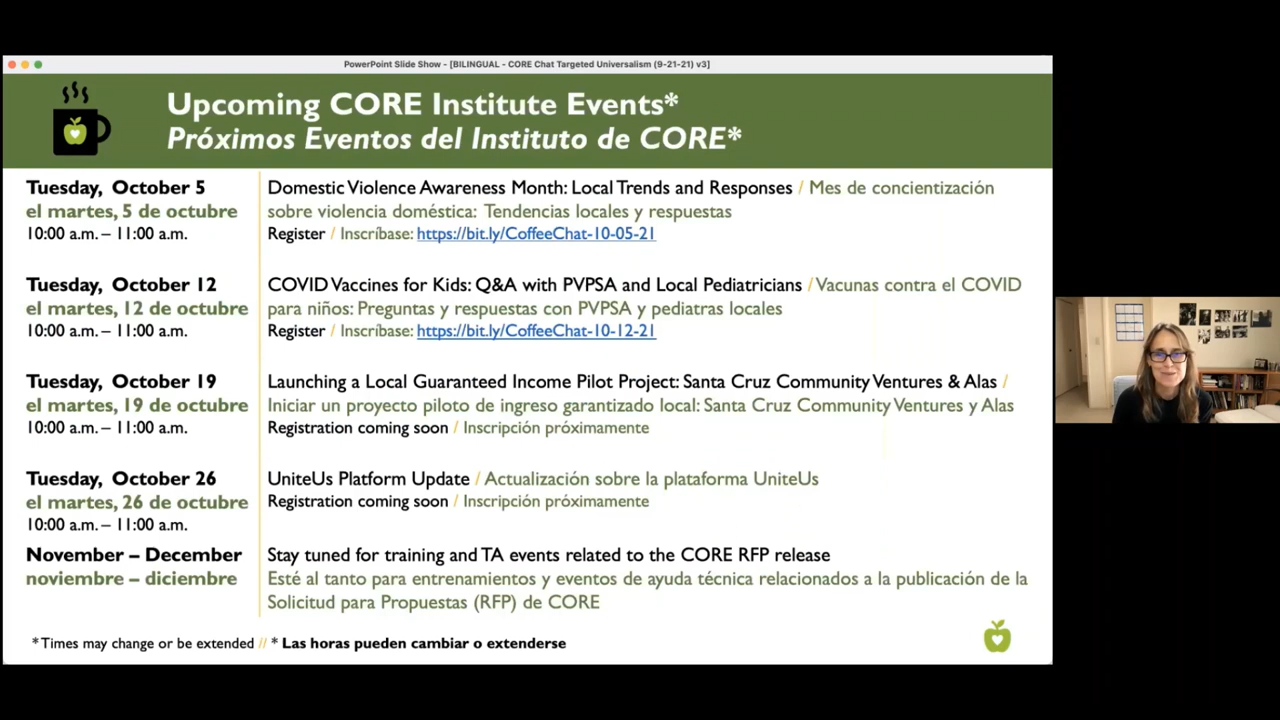 PowerPoint Slide Show - [BILINGUAL - CORE Chat Targeted Universalism (9-21-21) v3]
Upcoming CORE Institute Events*
Próximos Eventos del Instituto de CORE*
Tuesday, October 5
el martes, 5 de octubre
10:00 a.m. – 11:00 a.m.
Domestic Violence Awareness Month: Local Trends and Responses / Mes de concientización
sobre violencia doméstica: Tendencias locales y respuestas
Register / Inscríbase: https://bit.ly/CoffeeChat-10-05-21
Tuesday, October 12
el martes, 12 de octubre
10:00 a.m. – 11:00 a.m.
COVID Vaccines for Kids: Q&A with PVPSA and Local Pediatricians / Vacunas contra el COVID
para niños: Preguntas y respuestas con PVPSA y pediatras locales
Register / Inscríbase: https://bit.ly/CoffeeChat-10-12-21
Tuesday, October 19
el martes, 19 de octubre
10:00 a.m. – 11:00 a.m.
Launching a Local Guaranteed Income Pilot Project: Santa Cruz Community Ventures & Alas /
Iniciar un proyecto piloto de ingreso garantizado local: Santa Cruz Community Ventures y Alas
Registration coming soon / Inscripción próximamente
Tuesday, October 26
el martes, 26 de octubre
10:00 a.m. – 11:00 a.m.
UniteUs Platform Update / Actualización sobre la plataforma UniteUs
Registration coming soon / Inscripción próximamente
November – December
noviembre – diciembre
Stay tuned for training and TA events related to the CORE RFP release
Esté al tanto para entrenamientos y eventos de ayuda técnica relacionados a la publicación de la
Solicitud para Propuestas (RFP) de CORE
*Times may change or be extended // * Las horas pueden cambiar o extenderse